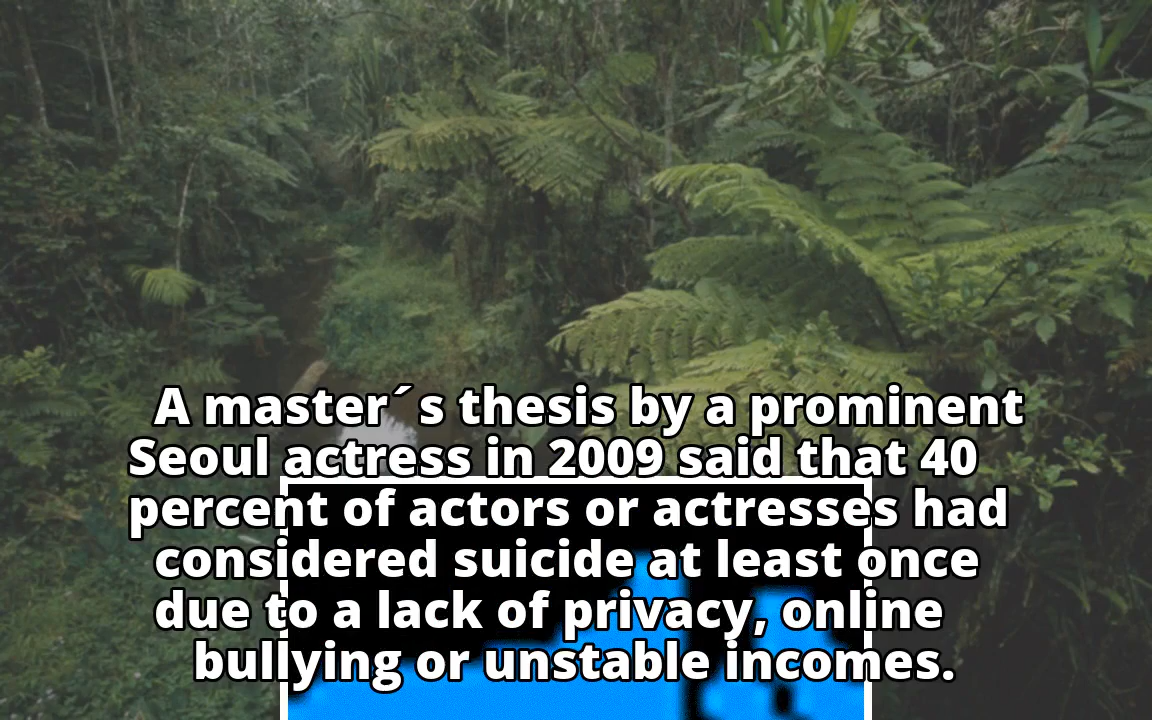 A master´s thesis by a prominent
Seoul actress in 2009 said that 40
percent of actors or actresses had
considered suicide at least once
due to a lack of privacy, online
bullying or unstable incomes.